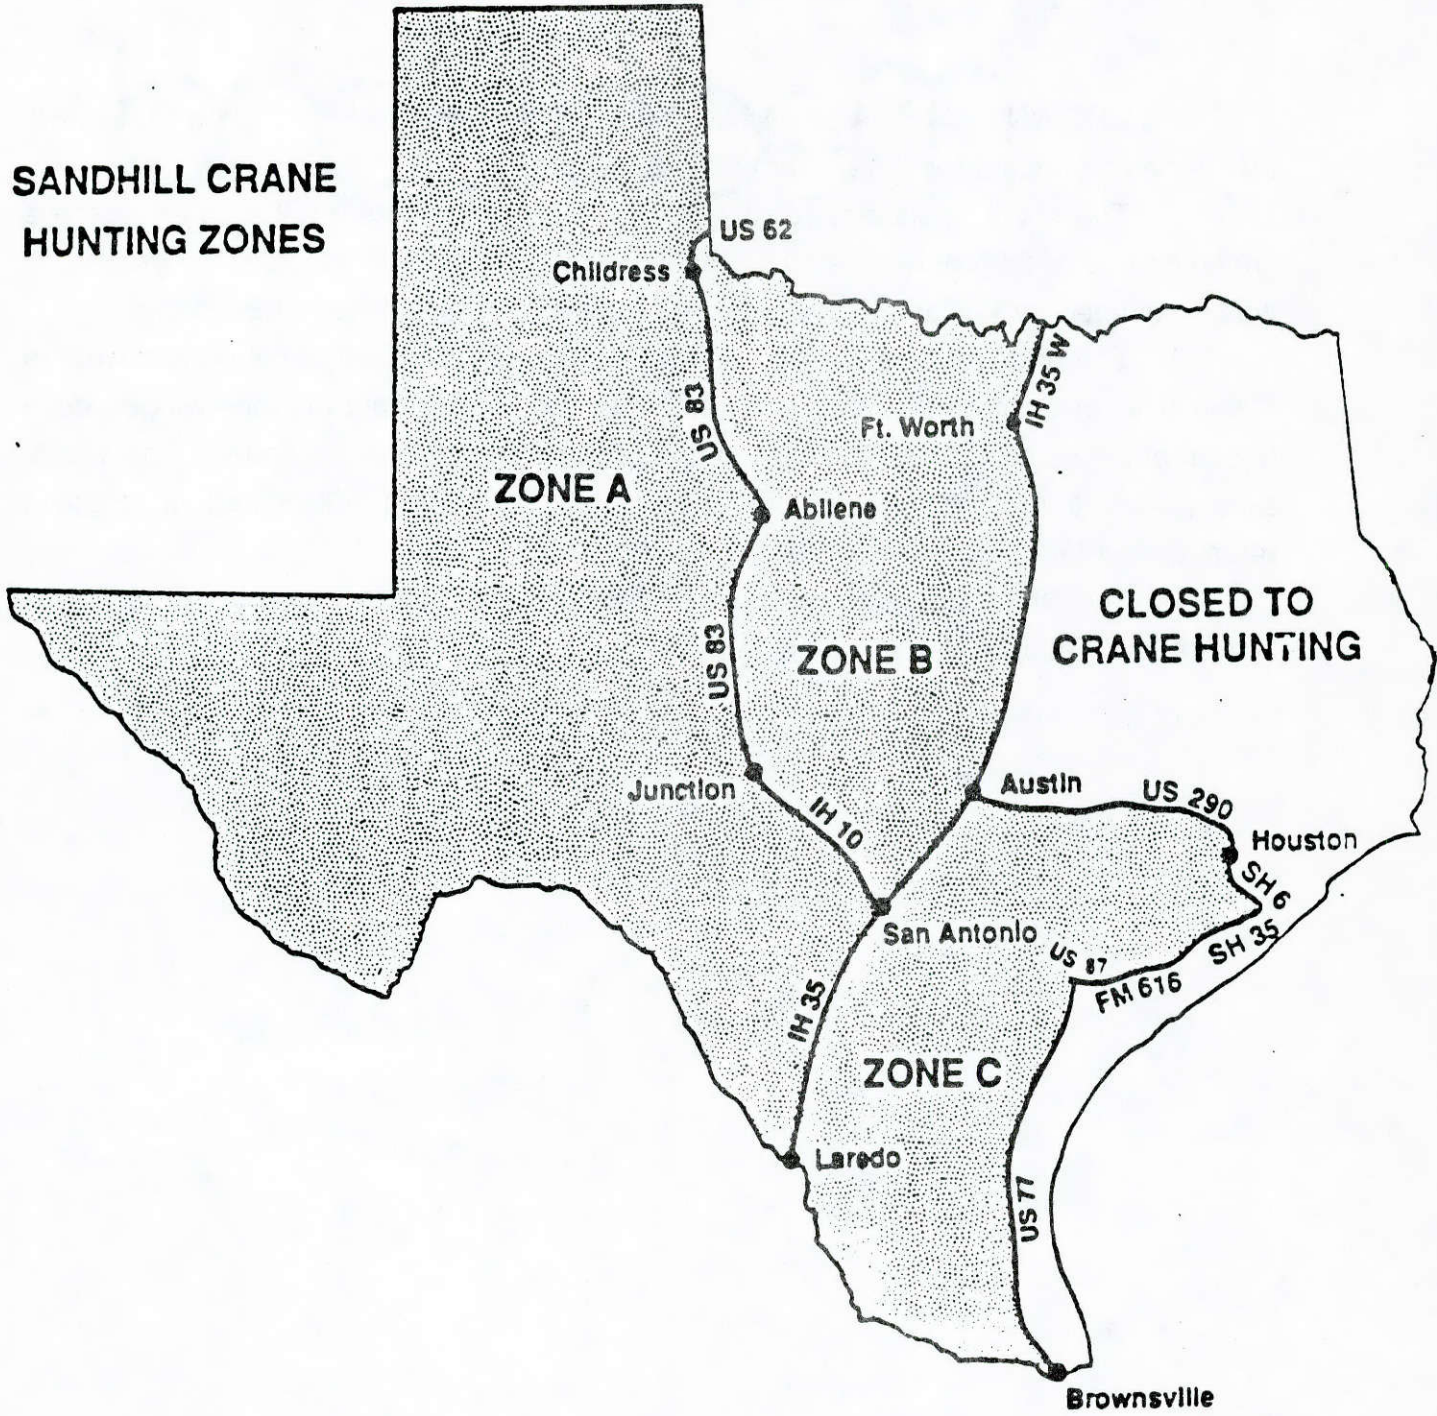 SANDHILL CRANE
HUNTING ZONES
US 62
Childress
IH 35 W
US 83
Ft. Worth
ZONE A
Abilene
CLOSED TO
CRANE HUNTING
US 83
ZONE B
Junction
Austin
US 290
IH 10
Houston
SH 6
San Antonio
US 87
SH 35
FM 616
IH 35
ZONE C
Laredo
US 77
Brownsville